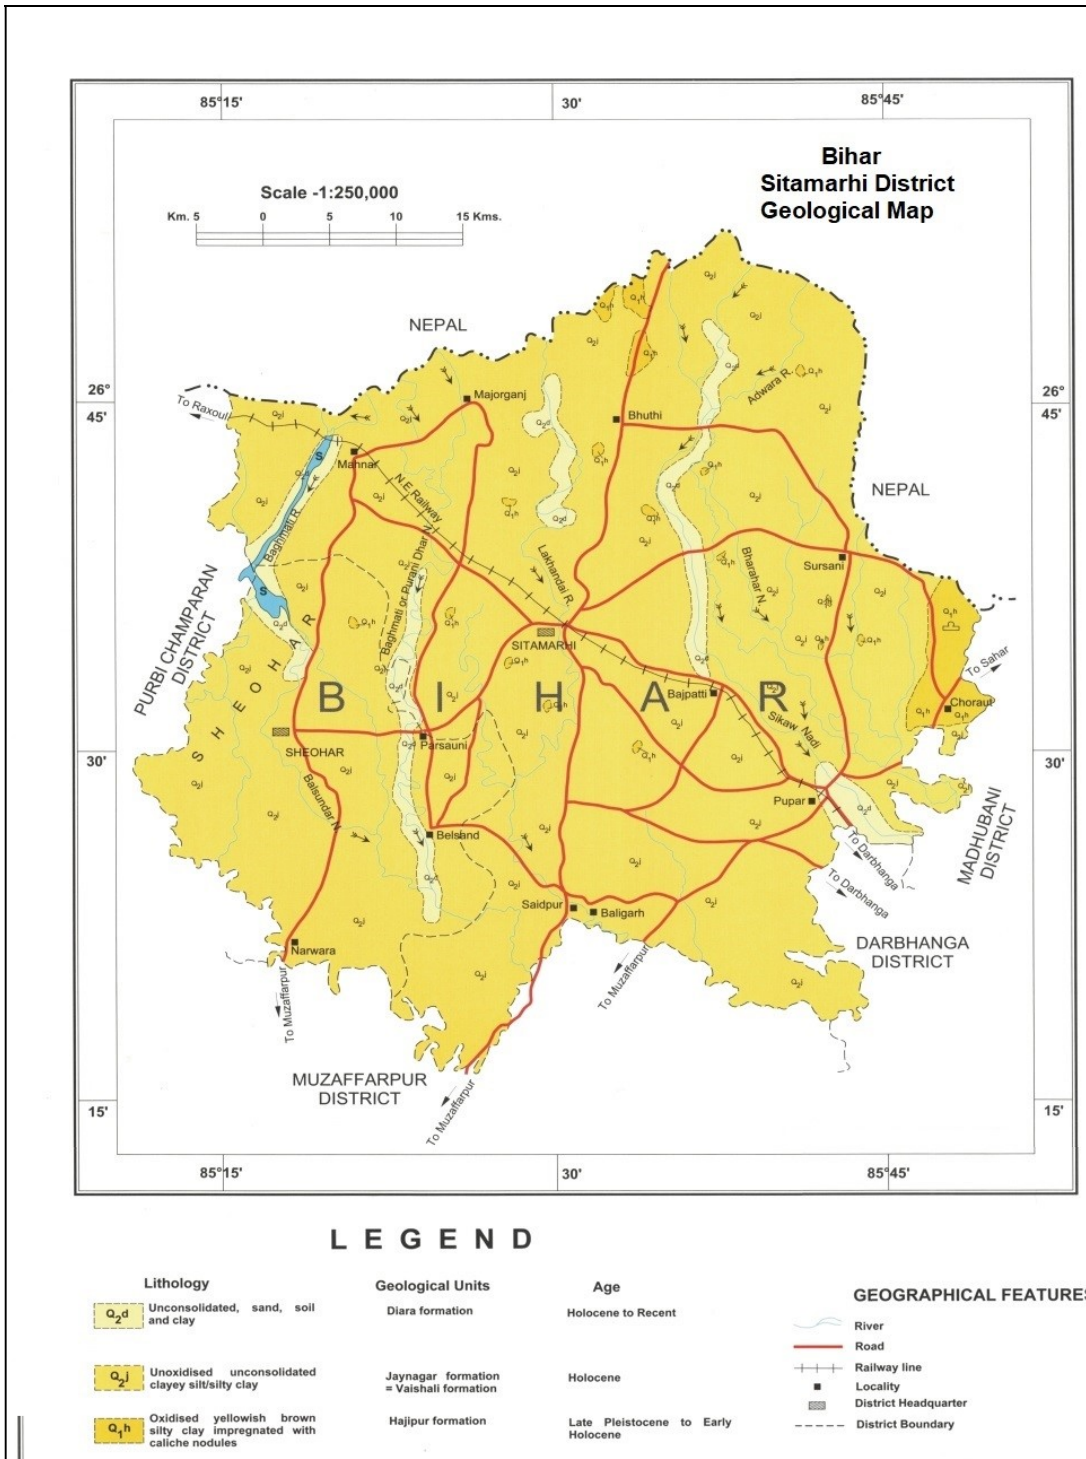 85°15'
30'
85°45'
Bihar
Sitamarhi District
Geological Map
Scale -1:250,000
Km. 5 0 5 10 15 Kms.
NEPAL
26°
45'
26°
45'
To Raxoul
Majorganj
Bhuthi
Adwara R.
Mahnar
N.E.Railway
NEPAL
Baghmati R
S
S
Baghmati or Purani Dhar N.
Lakhandai R.
Bharahar N.
Sursani
PURBI CHAMPARAN
DISTRICT
SHEOHAR
SITAMARHI
To Sahar
BIHAR
Bajpatti
Choraut
Sikaw Nadi
SHEOHAR
Parsauni
30'
30'
Balsundar N
Pupar
Belsand
MADHUBANI
DISTRICT
To Darbhanga
To Darbhanga
Saidpur
Baligarh
Narwara
DARBHANGA
DISTRICT
To Muzaffarpur
To Muzaffarpur
MUZAFFARPUR
DISTRICT
To Muzaffarpur
15'
15'
85°15'
30'
85°45'
LEGEND
Lithology
Geological Units
Age
GEOGRAPHICAL FEATURES
Q₂d
Unconsolidated, sand, soil
and clay
Diara formation
Holocene to Recent
River
Road
Q₂j
Unoxidised unconsolidated
clayey silt/silty clay
Jaynagar formation
= Vaishali formation
Holocene
Railway line
Locality
District Headquarter
Q₁h
Oxidised yellowish brown
silty clay impregnated with
caliche nodules
Hajipur formation
Late Pleistocene to Early
Holocene
District Boundary